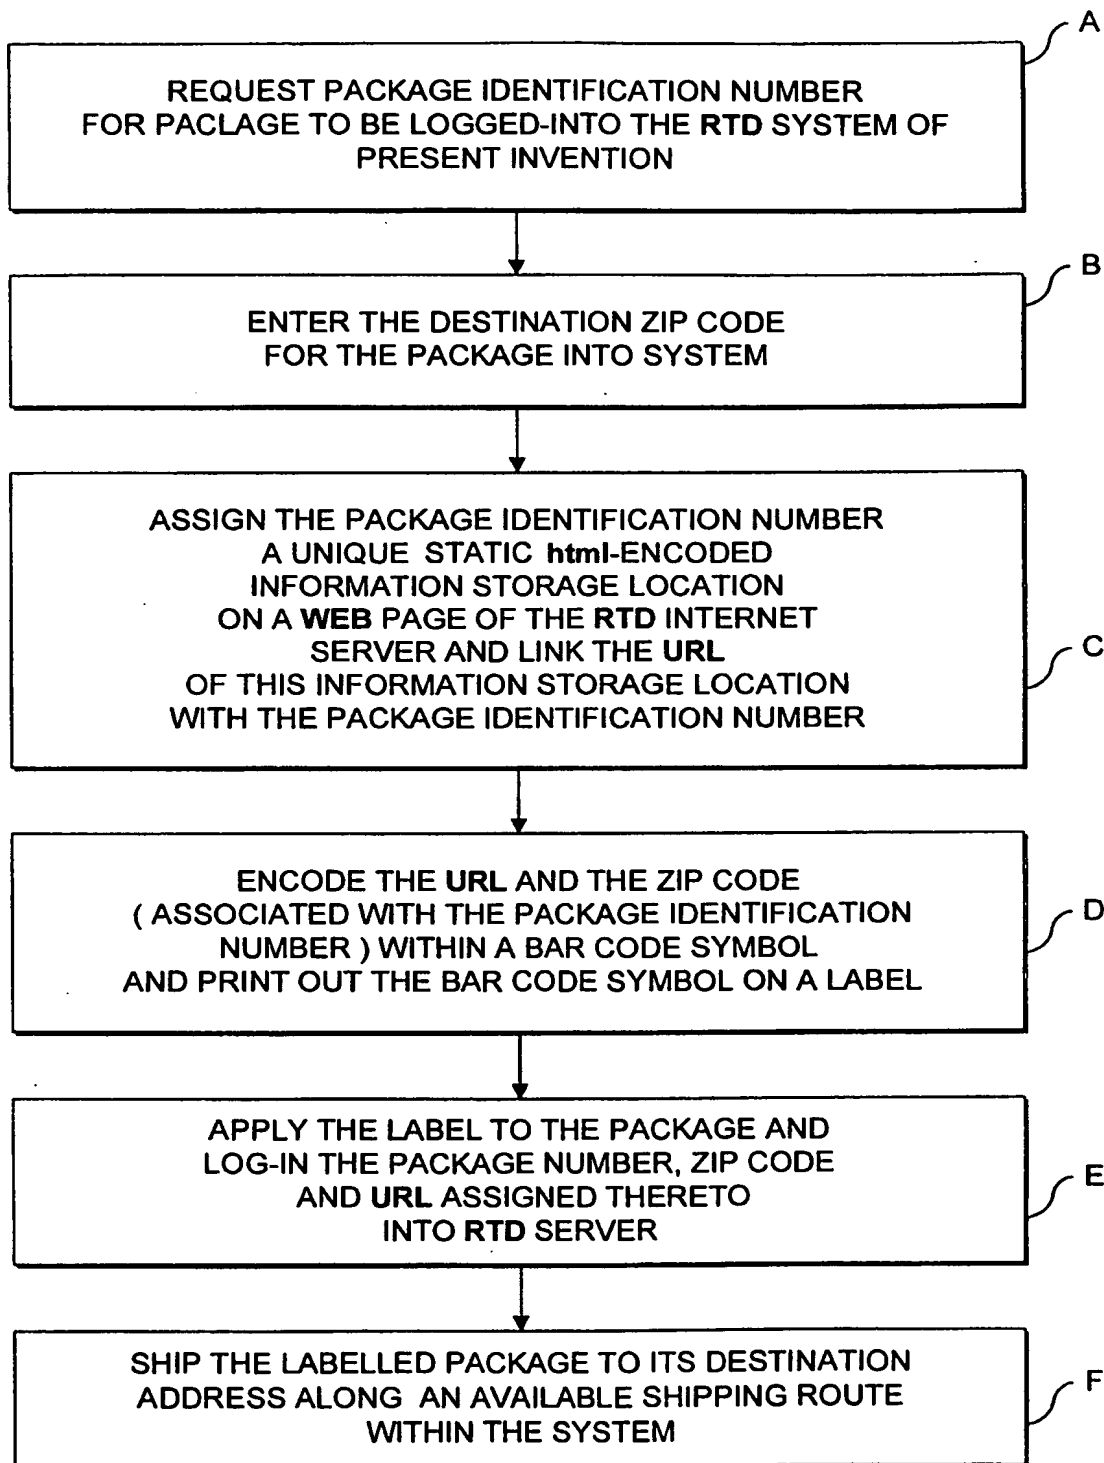 A
REQUEST PACKAGE IDENTIFICATION NUMBER
FOR PACLAGE TO BE LOGGED-INTO THE RTD SYSTEM OF
PRESENT INVENTION
B
ENTER THE DESTINATION ZIP CODE
FOR THE PACKAGE INTO SYSTEM
ASSIGN THE PACKAGE IDENTIFICATION NUMBER
A UNIQUE STATIC html-ENCODED
INFORMATION STORAGE LOCATION
ON A WEB PAGE OF THE RTD INTERNET
SERVER AND LINK THE URL
C
OF THIS INFORMATION STORAGE LOCATION
WITH THE PACKAGE IDENTIFICATION NUMBER
ENCODE THE URL AND THE ZIP CODE
( ASSOCIATED WITH THE PACKAGE IDENTIFICATION
D
NUMBER ) WITHIN A BAR CODE SYMBOL
AND PRINT OUT THE BAR CODE SYMBOL ON A LABEL
APPLY THE LABEL TO THE PACKAGE AND
LOG-IN THE PACKAGE NUMBER, ZIP CODE
E
AND URL ASSIGNED THERETO
INTO RTD SERVER
SHIP THE LABELLED PACKAGE TO ITS DESTINATION
F
ADDRESS ALONG AN AVAILABLE SHIPPING ROUTE
WITHIN THE SYSTEM